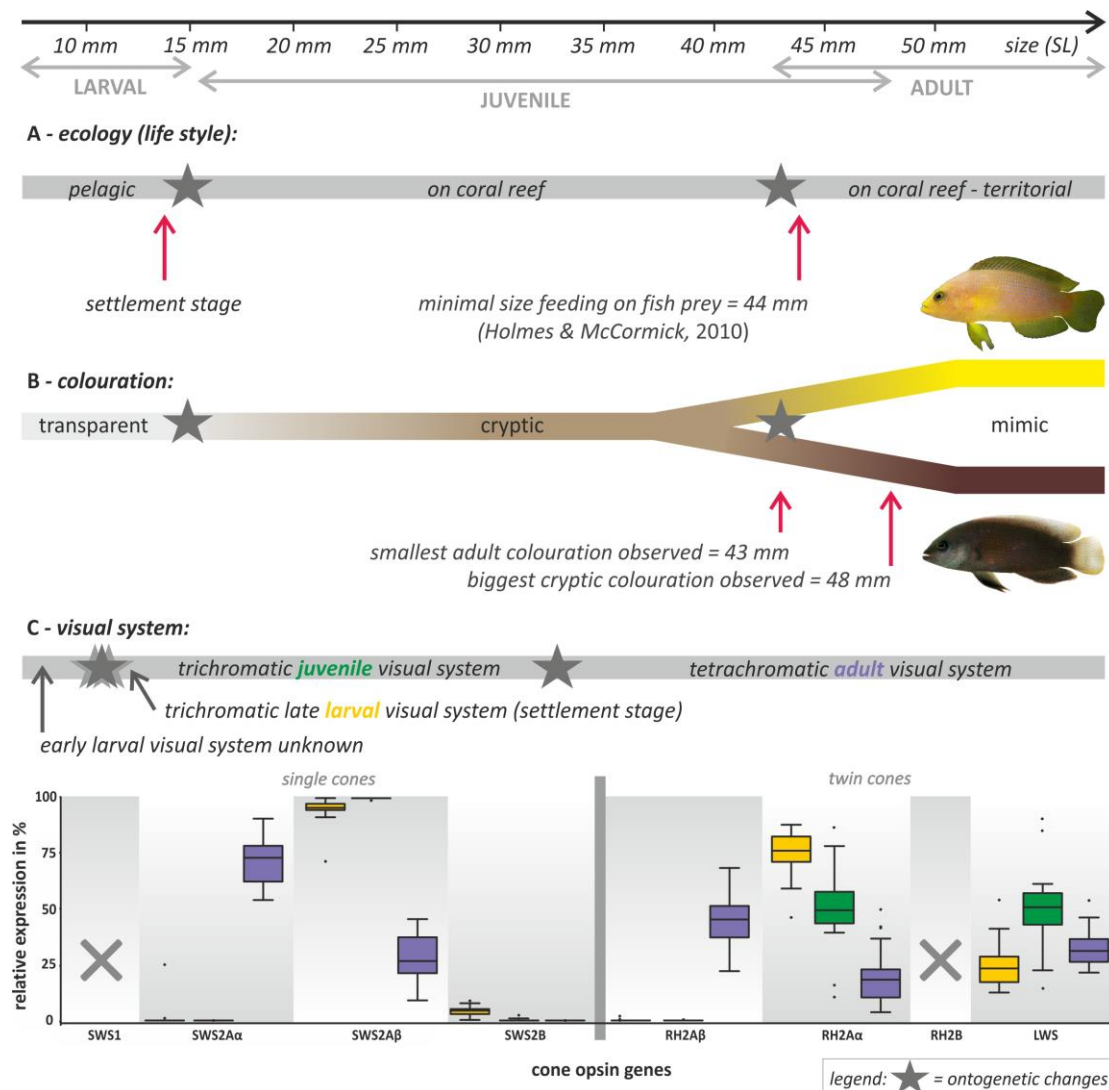 10 mm 15 mm 20 mm 25 mm 30 mm 35 mm 40 mm 45 mm 50 mm size (SL)
LARVAL JUVENILE ADULT
A - ecology (life style):
pelagic on coral reef on coral reef - territorial
settlement stage
minimal size feeding on fish prey = 44 mm
(Holmes & McCormick, 2010)
B - colouration:
transparent cryptic mimic
smallest adult colouration observed = 43 mm
biggest cryptic colouration observed = 48 mm
C - visual system:
trichromatic juvenile visual system tetrachromatic adult visual system
trichromatic late larval visual system (settlement stage)
early larval visual system unknown
single cones twin cones
relative expression in %
100
75
50
25
0
SWS1 SWS2Aα SWS2Aβ SWS2B RH2Aβ RH2Aα RH2B LWS
cone opsin genes
legend: = ontogenetic changes